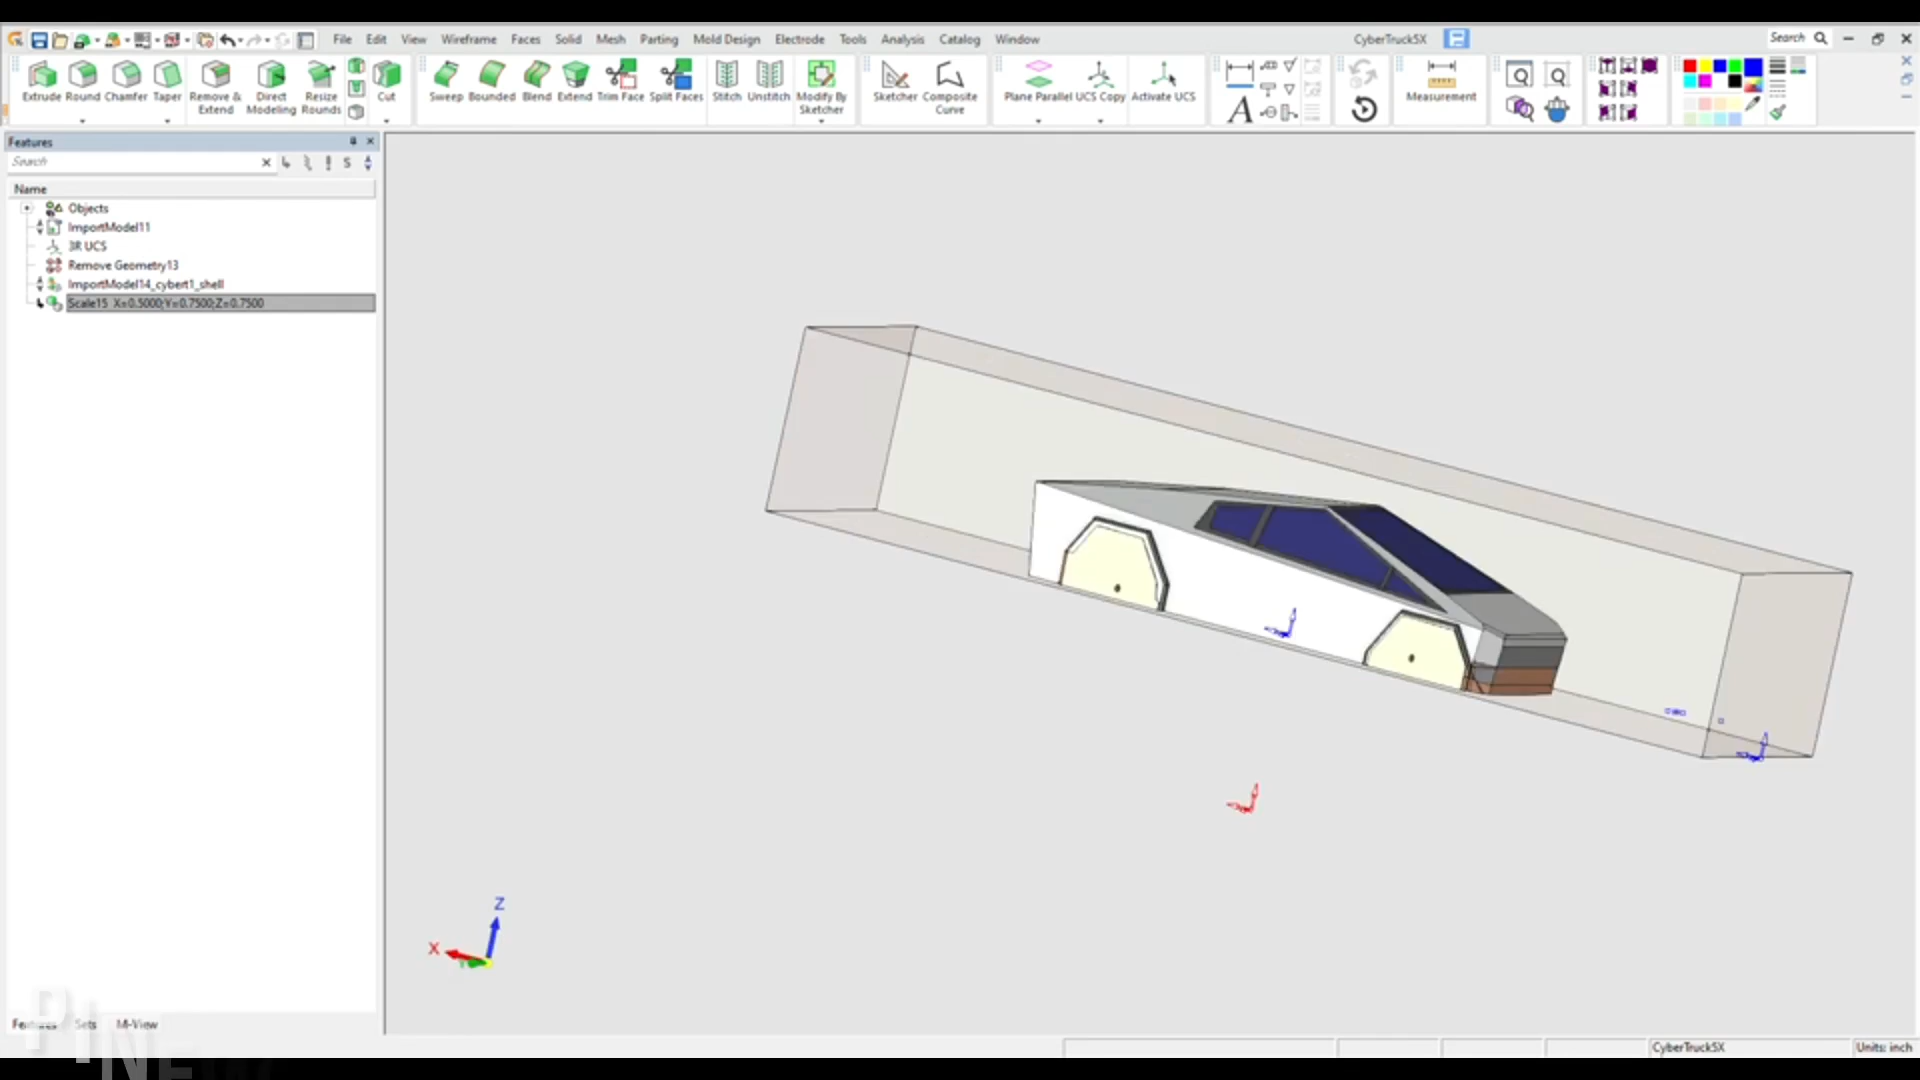 File Edit View Wireframe Faces Solid Mesh Parting Mold Design Electrode Tools Analysis Catalog Window
CyberTruckSX
Search
Extrude Round Chamfer Taper Remove & Extend Direct Modeling Resize Rounds Cut
Sweep Bounded Blend Extend Trim Face Split Faces Stitch Unstitch Modify By Sketcher
Sketcher Composite Curve
Plane Parallel UCS Copy Activate UCS
A
Measurement
Features
Search
S
Name
Objects
ImportModel11
3R UCS
Remove Geometry13
ImportModel14_cybert1_shell
Scale15 X=0.5000;Y=0.7500;Z=0.7500
Z
X
Y
Features Sets M-View
CyberTruckSX
Units: inch